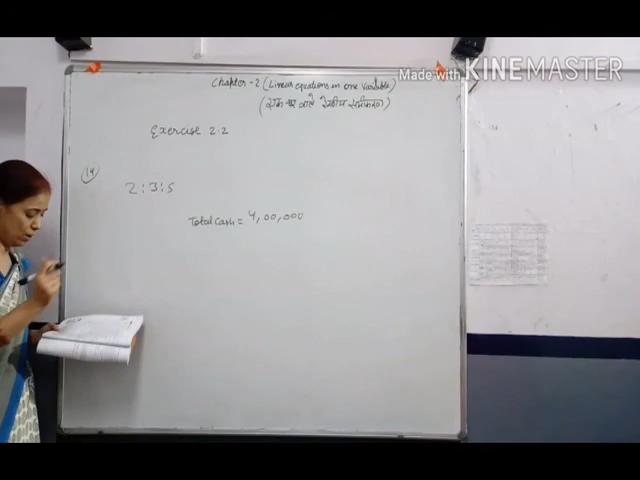 Made with KINEMASTER
Chapter-2 (Linear equations in one variable)
(एक चर वाले रैखिक समीकरण)
Exercise 2.2
(14)
2:3:5
Total cash = 4,00,000